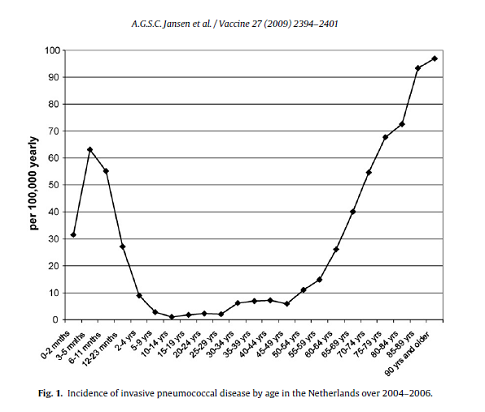 A.G.S.C. Jansen et al. / Vaccine 27 (2009) 2394–2401
per 100,000 yearly
100
90
80
70
60
50
40
30
20
10
0
0-2 mnths
3-5 mnths
6-11 mnths
12-23 mnths
2-4 yrs
5-9 yrs
10-14 yrs
15-19 yrs
20-24 yrs
25-29 yrs
30-34 yrs
35-39 yrs
40-44 yrs
45-49 yrs
50-54 yrs
55-59 yrs
60-64 yrs
65-69 yrs
70-74 yrs
75-79 yrs
80-84 yrs
85-89 yrs
90 yrs and older
Fig. 1. Incidence of invasive pneumococcal disease by age in the Netherlands over 2004–2006.